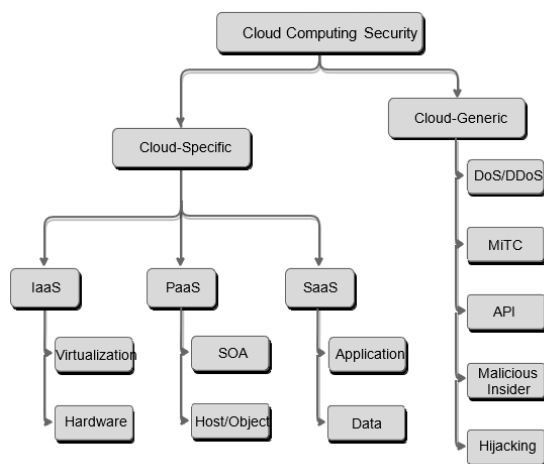 Cloud Computing Security
Cloud-Specific
Cloud-Generic
DoS/DDoS
MiTC
API
Malicious
Insider
Hijacking
IaaS
PaaS
SaaS
Virtualization
SOA
Application
Hardware
Host/Object
Data